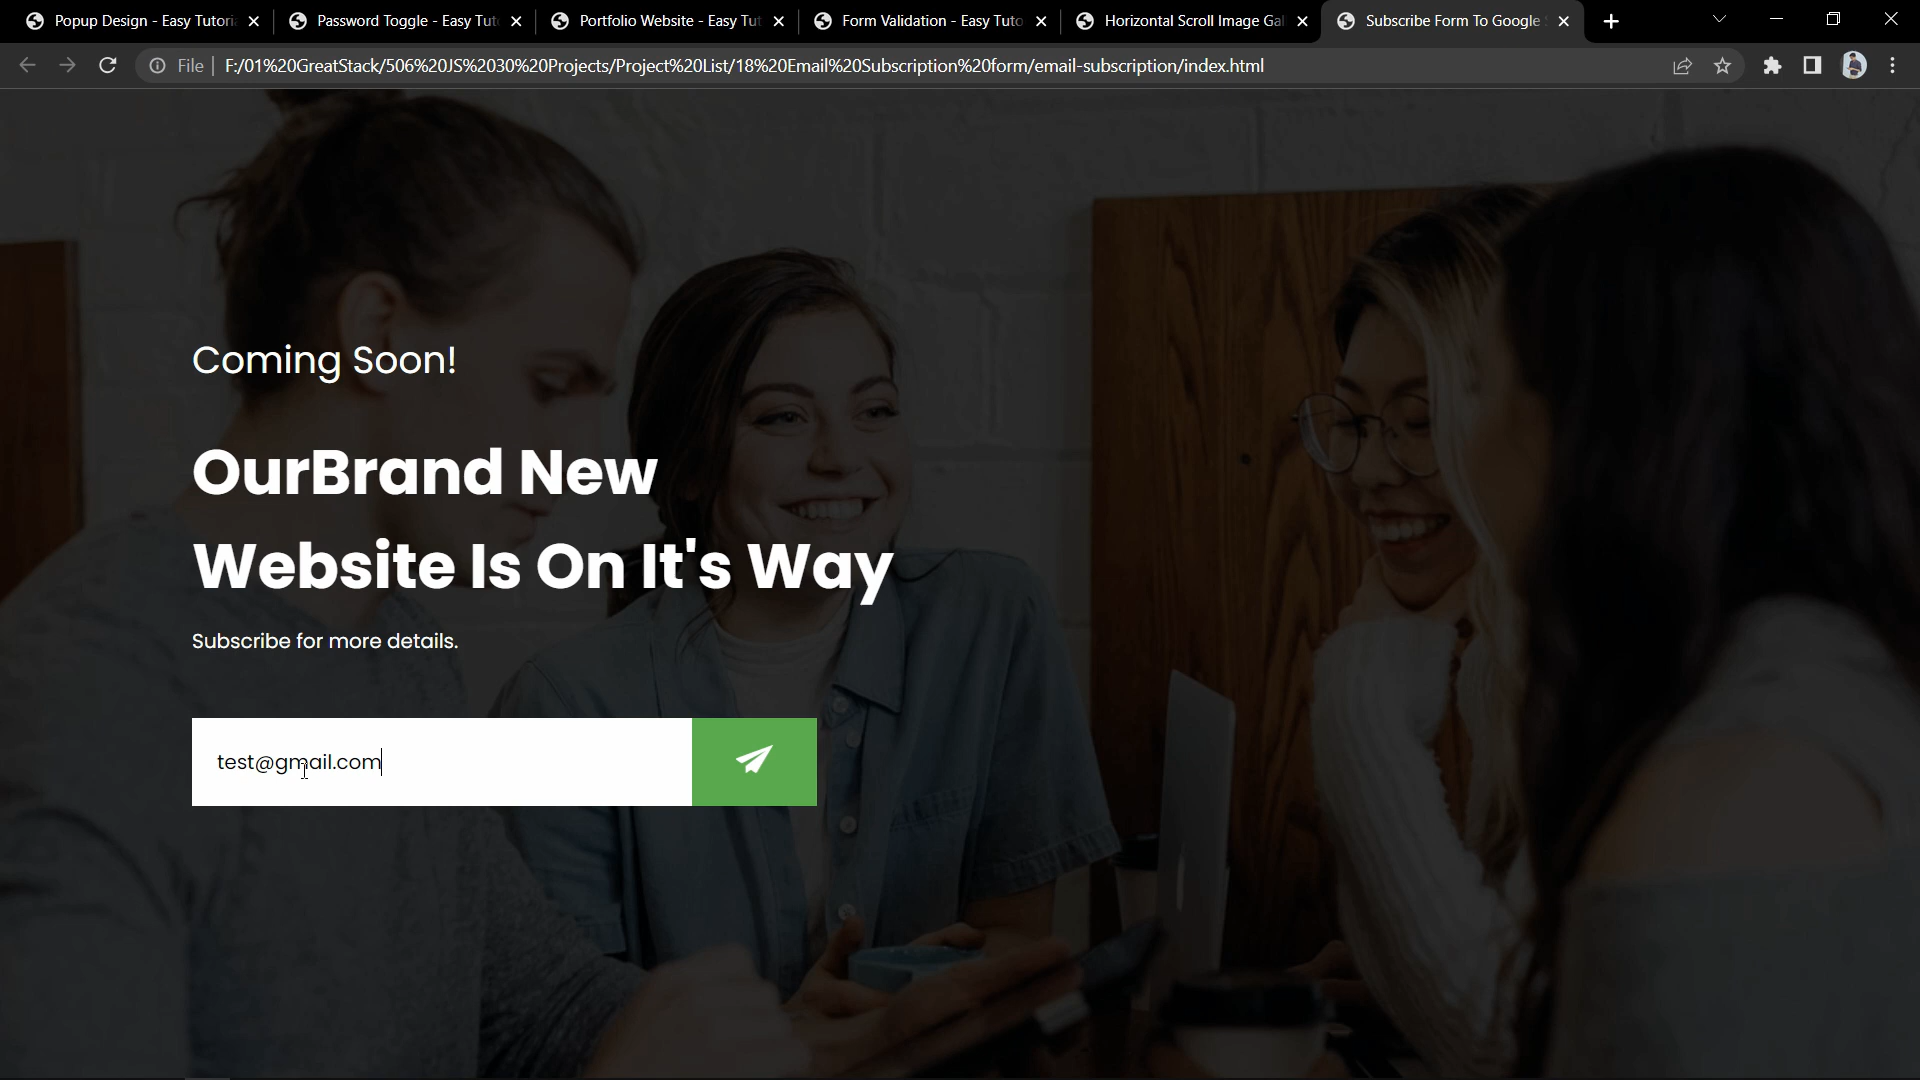 Popup Design - Easy Tutoria
Password Toggle - Easy Tuto
Portfolio Website - Easy Tut
Form Validation - Easy Tuto
Horizontal Scroll Image Gal
Subscribe Form To Google S
File
F:/01%20GreatStack/506%20JS%2030%20Projects/Project%20List/18%20Email%20Subscription%20form/email-subscription/index.html
Coming Soon!
OurBrand New
Website Is On It's Way
Subscribe for more details.
test@gmail.com